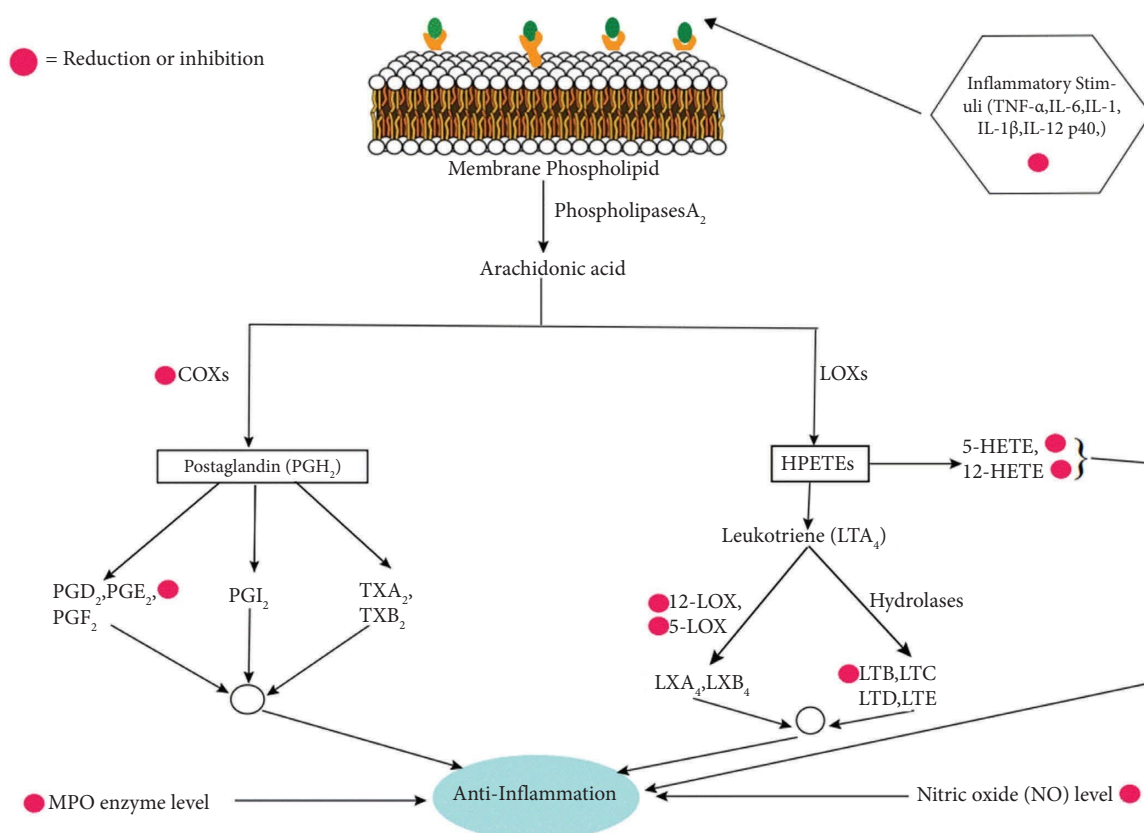 = Reduction or inhibition
Inflammatory Stim-
uli (TNF-α,IL-6,IL-1,
IL-1β,IL-12 p40,)
Membrane Phospholipid
PhospholipasesA₂
Arachidonic acid
COXs
LOXs
Postaglandin (PGH₂)
HPETEs
5-HETE,
12-HETE
Leukotriene (LTA₄)
PGD₂,PGE₂,
PGF₂
PGI₂
TXA₂,
TXB₂
12-LOX,
5-LOX
Hydrolases
LXA₄,LXB₄
LTB,LTC
LTD,LTE
MPO enzyme level
Anti-Inflammation
Nitric oxide (NO) level